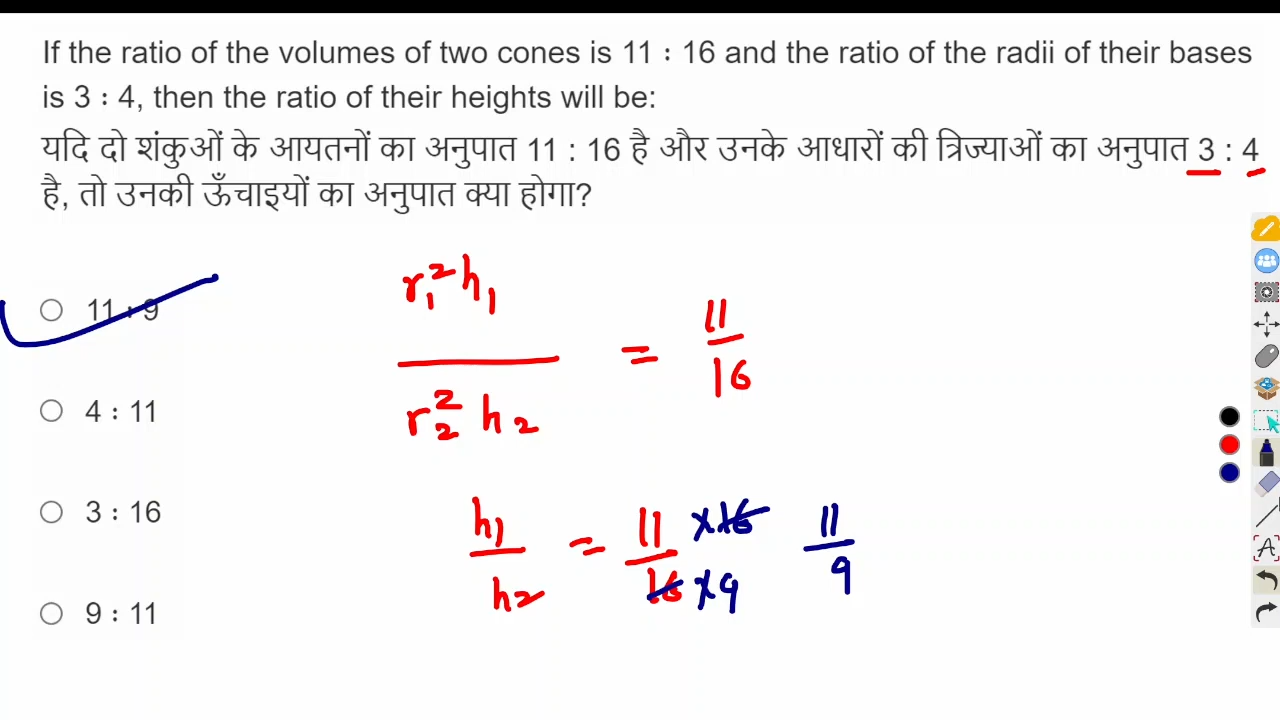 If the ratio of the volumes of two cones is 11 : 16 and the ratio of the radii of their bases
is 3 : 4, then the ratio of their heights will be:
यदि दो शंकुओं के आयतनों का अनुपात 11 : 16 है और उनके आधारों की त्रिज्याओं का अनुपात 3 : 4
है, तो उनकी ऊँचाइयों का अनुपात क्या होगा?
11 : 9
4 : 11
3 : 16
9 : 11
r₁²h₁
r₂²h₂
= 11
16
h₁
h₂
= 11 ×16
16 ×9
11
9
A